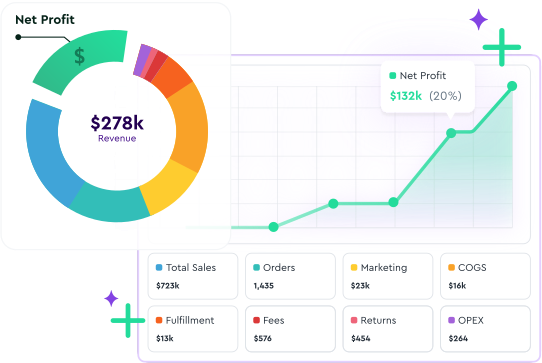 Net Profit
$
$278k
Revenue
Net Profit
$132k (20%)
Total Sales
$723k
Orders
1,435
Marketing
$23k
COGS
$16k
Fulfillment
$13k
Fees
$576
Returns
$454
OPEX
$264